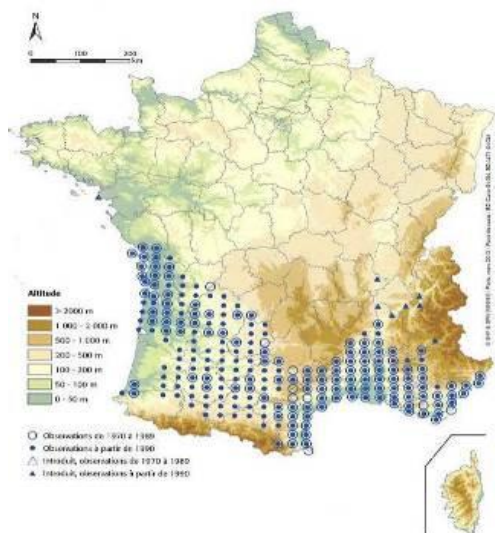 N
0 100 200
km
Altitude
> 2000 m
1 000 - 2 000 m
500 - 1 000 m
200 - 500 m
100 - 200 m
50 - 100 m
0 - 50 m
Observations de 1970 à 1989
Observations à partir de 1990
Introduit, observations de 1970 à 1989
Introduit, observations à partir de 1990